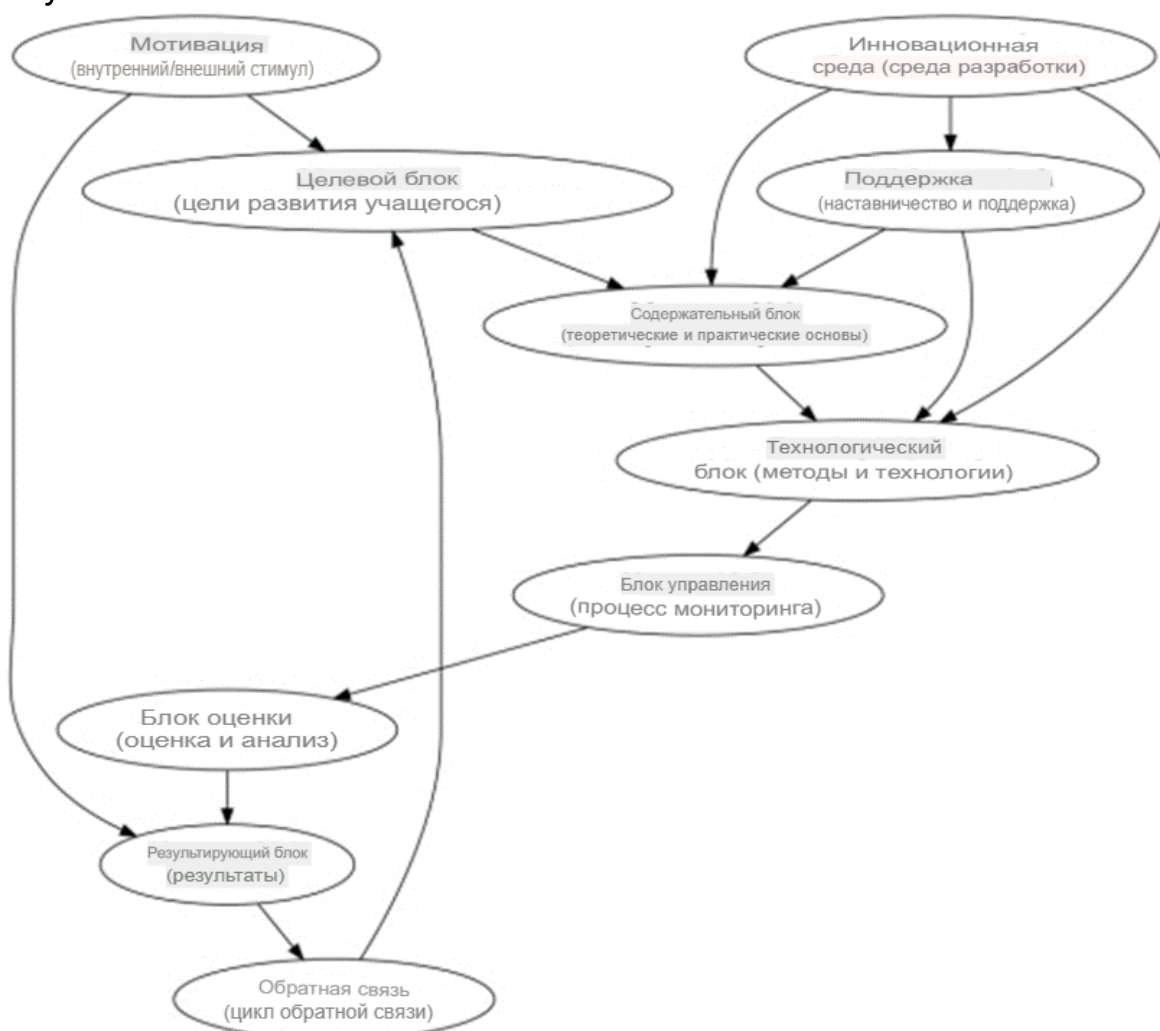 Мотивация
(внутренний/внешний стимул)
Инновационная
среда (среда разработки)
Целевой блок
(цели развития учащегося)
Поддержка
(наставничество и поддержка)
Содержательный блок
(теоретические и практические основы)
Технологический
блок (методы и технологии)
Блок управления
(процесс мониторинга)
Блок оценки
(оценка и анализ)
Результирующий блок
(результаты)
Обратная связь
(цикл обратной связи)